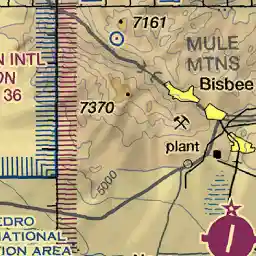 7161
MULE
MTNS
N INTL
ON
36
Bisbee
7370
plant
5000
EDRO
NATIONAL
TION AREA